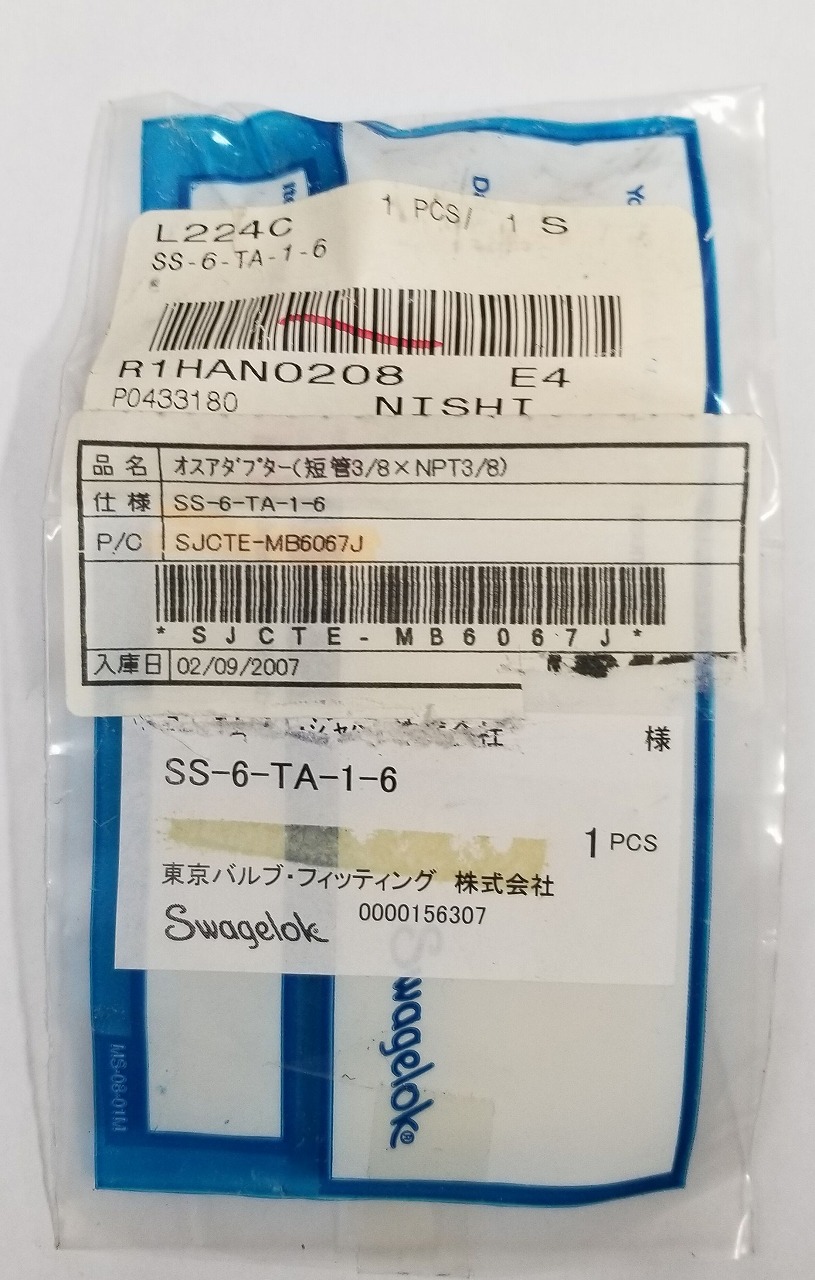 L224C 1 PCS/ 1 S
SS-6-TA-1-6
R1HAN0208 E4
P0433180 NISHI
品名 オスアダプター(短管3/8×NPT3/8)
仕様 SS-6-TA-1-6
P/C SJCTE-MB6067J
*SJCTE-MB6067J*
入庫日 02/09/2007
様
SS-6-TA-1-6
1 PCS
東京バルブ・フィッティング 株式会社
Swagelok 0000156307
Swagelok®
MS-08-01M